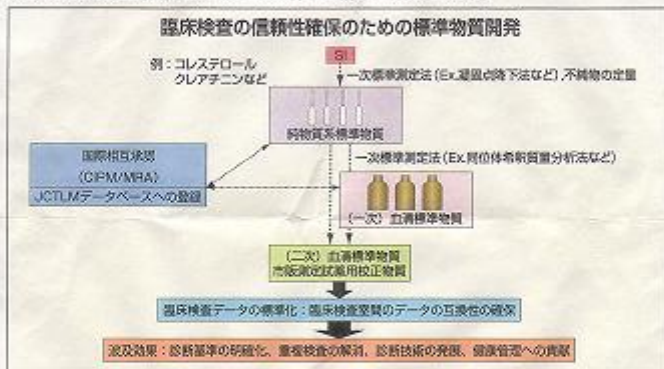 臨床検査の信頼性確保のための標準物質開発
SI
例：コレステロール
クレアチニンなど
一次標準測定法（Ex.凝固点降下法など）,不純物の定量
純物質系標準物質
国際相互承認
（CIPM/MRA）
JCTLMデータベースへの登録
一次標準測定法（Ex.同位体希釈質量分析法など）
（一次）血清標準物質
（二次）血清標準物質
市販測定試薬用校正物質
臨床検査データの標準化：臨床検査室間のデータの互換性の確保
波及効果：診断基準の明確化、重複検査の解消、診断技術の発展、健康管理への貢献